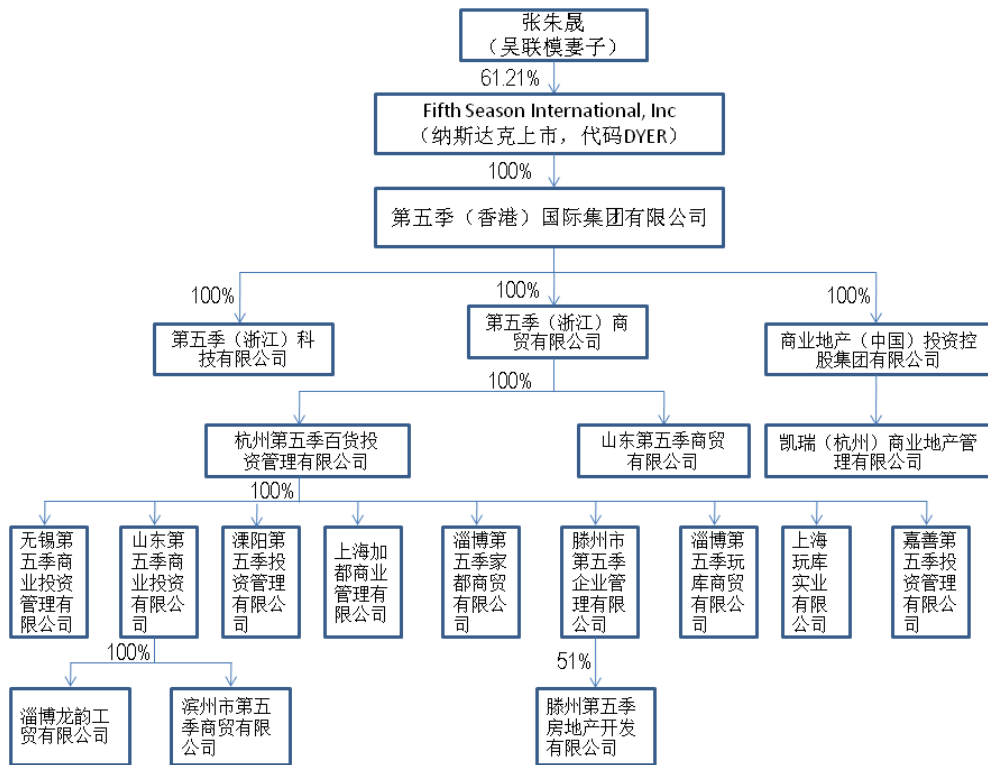 张朱晟
（吴联模妻子）
61.21%
Fifth Season International, Inc
（纳斯达克上市，代码DYER）
100%
第五季（香港）国际集团有限公司
100%
100%
100%
第五季（浙江）科
技有限公司
第五季（浙江）商
贸有限公司
商业地产（中国）投资控
股集团有限公司
100%
杭州第五季百货投
资管理有限公司
山东第五季商贸
有限公司
凯瑞（杭州）商业地产管
理有限公司
100%
无锡第
五季商
业投资
管理有
限公司
山东第
五季商
业投资
有限公
司
溧阳第
五季投
资管理
有限公
司
上海加
都商业
管理有
限公司
淄博第
五季家
都商贸
有限公
司
滕州市
第五季
企业管
理有限
公司
淄博第
五季玩
库商贸
有限公
司
上海
玩库
实业
有限
公司
嘉善第
五季投
资管理
有限公
司
100%
51%
淄博龙韵工
贸有限公司
滨州市第五
季商贸有限
公司
滕州第五季
房地产开发
有限公司